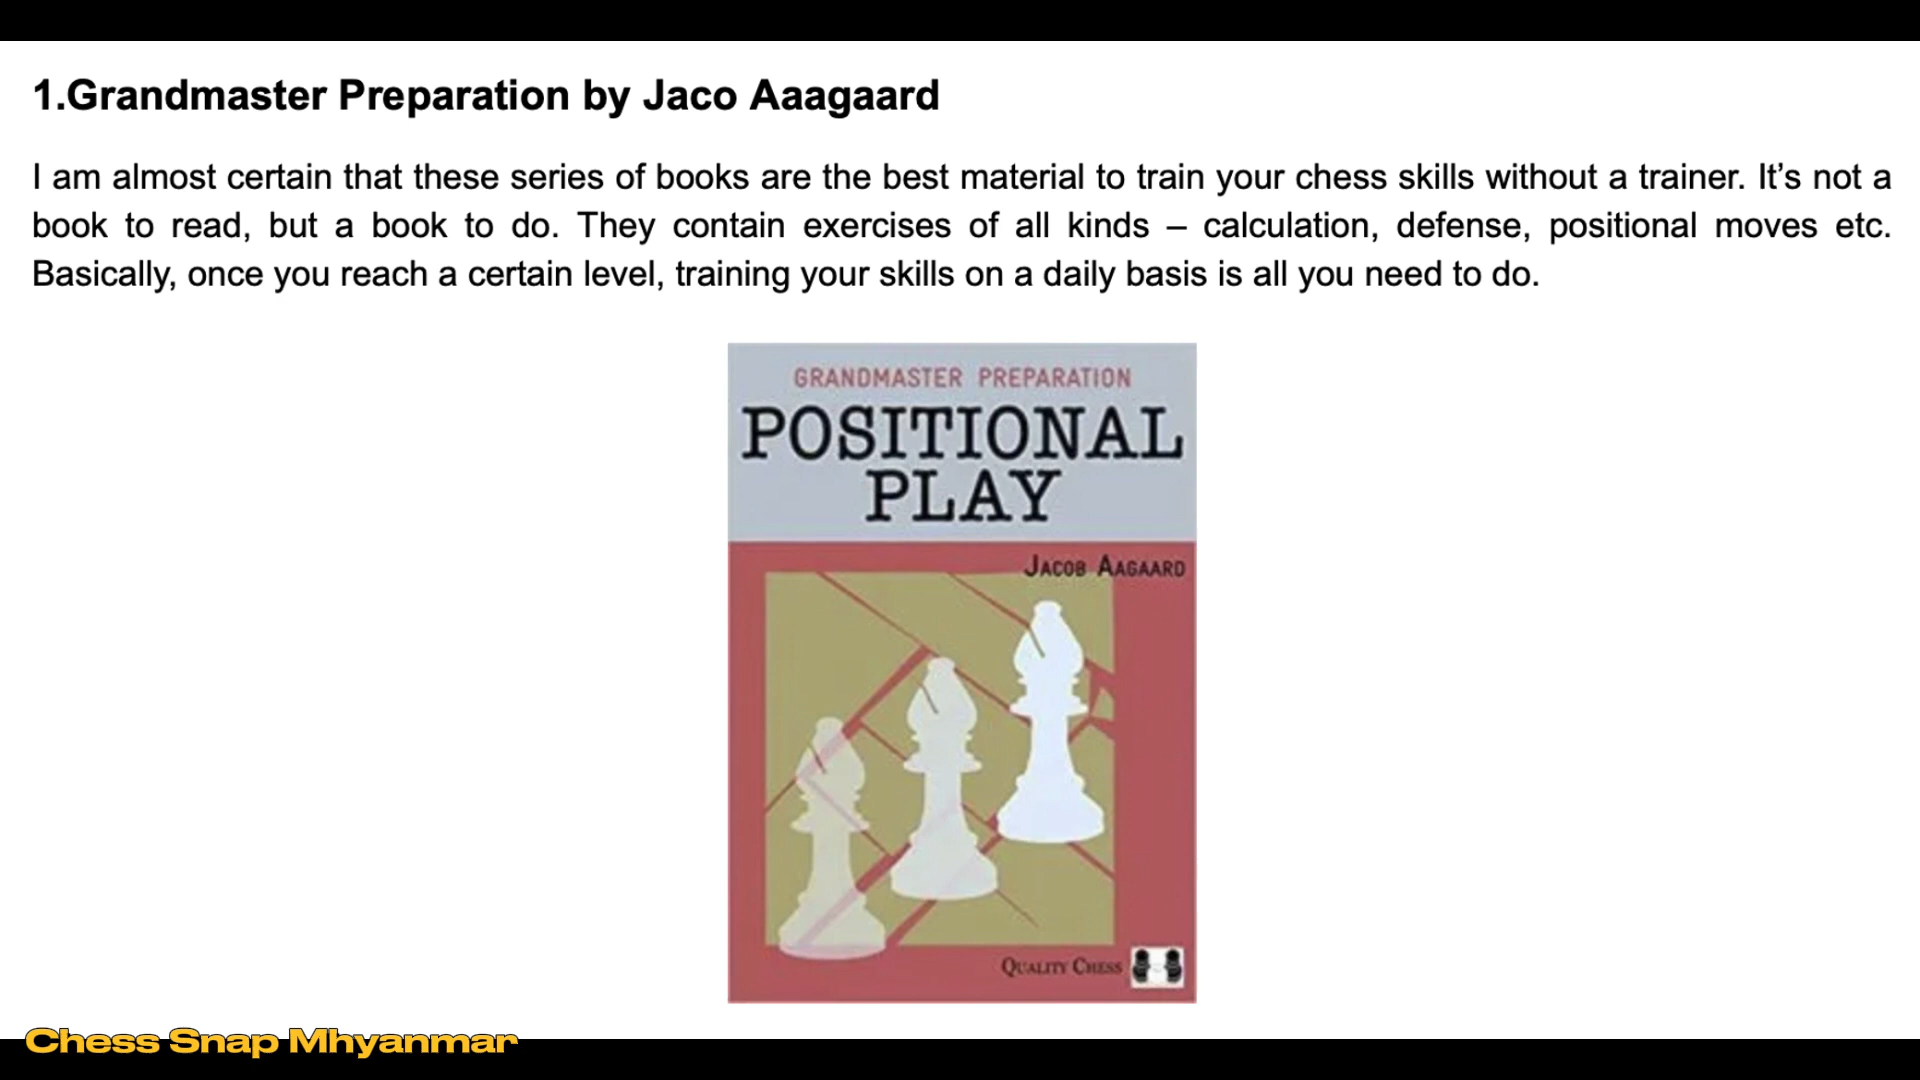 1.Grandmaster Preparation by Jaco Aaagaard
I am almost certain that these series of books are the best material to train your chess skills without a trainer. It’s not a
book to read, but a book to do. They contain exercises of all kinds – calculation, defense, positional moves etc.
Basically, once you reach a certain level, training your skills on a daily basis is all you need to do.
GRANDMASTER PREPARATION
POSITIONAL
PLAY
JACOB AAGAARD
QUALITY CHESS
Chess Snap Mhyanmar